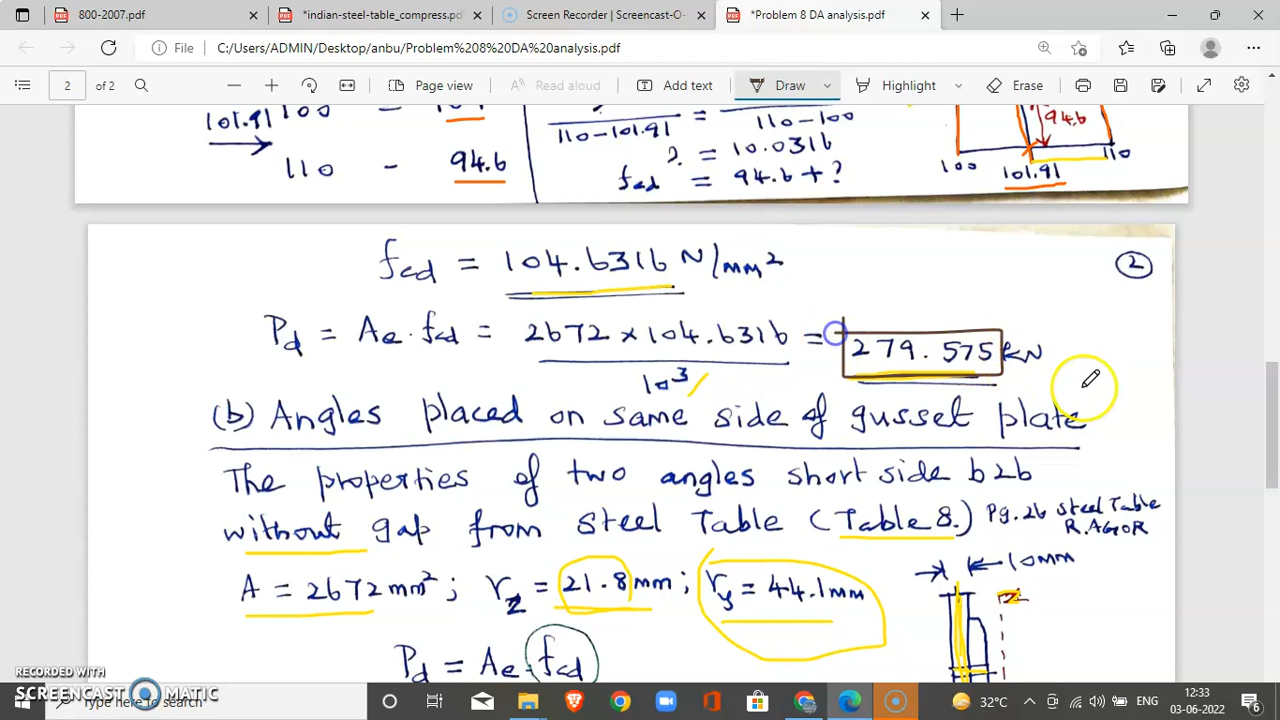 800-2007.pdf
*indian-steel-table_compress.pdf
Screen Recorder | Screencast-O-
*Problem 8 DA analysis.pdf
File C:/Users/ADMIN/Desktop/anbu/Problem%208%20DA%20analysis.pdf
2 of 2
Page view
Read aloud
Add text
Draw
Highlight
Erase
101.91 100 -
110-101.91 = 110-100
94.6
110 - 94.6
? = 10.0316
fcd = 94.6 + ?
100 101.91 110
fcd = 104.6316 N/mm²
2
Pd = Ae.fcd = 2672 × 104.6316 / 10³ = 279.575 kN
(b) Angles placed on same side of gusset plate
The properties of two angles short side b2b
without gap from steel Table (Table 8.) Pg.26 Steel Table
R.AGOR
A = 2672 mm²; rz = 21.8 mm; ry = 44.1mm
10mm
Pd = Ae.fcd
RECORDED WITH
SCREENCAST MATIC
Type here to search
32°C
ENG
12:33
03-06-2022
6